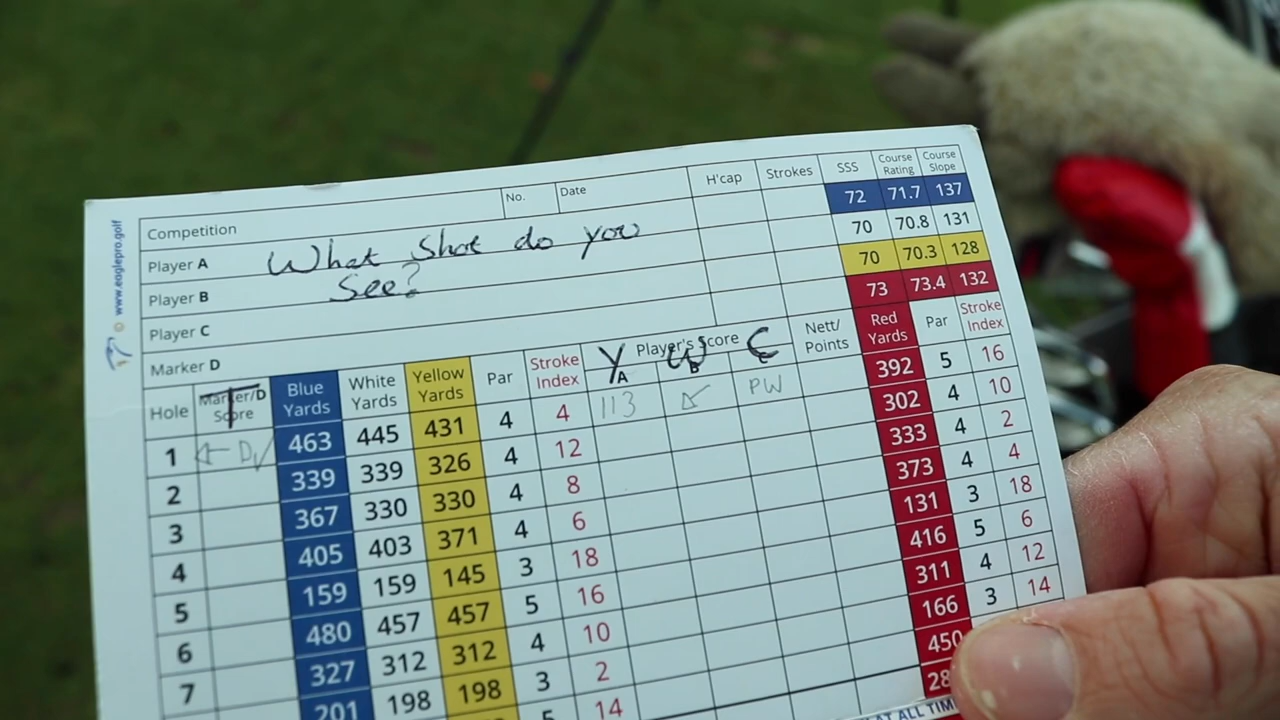 www.eaglepro.golf ©
Competition No. Date H'cap Strokes SSS Course Rating Course Slope
72 71.7 137
Player A What Shot do you 70 70.8 131
Player B See? 70 70.3 128
Player C 73 73.4 132
Marker D Player's Score Nett/ Points Red Yards Par Stroke Index
Hole Marker/D Score T Blue Yards White Yards Yellow Yards Par Stroke Index Y A W B C
1 ← D 463 445 431 4 4 113 PW 392 5 16
2 339 339 326 4 12 302 4 10
3 367 330 330 4 8 333 4 2
4 405 403 371 4 6 373 4 4
5 159 159 145 3 18 131 3 18
6 480 457 457 5 16 416 5 6
7 327 312 312 4 10 311 4 12
201 198 198 3 2 166 3 14
5 14 450
AT ALL TIM